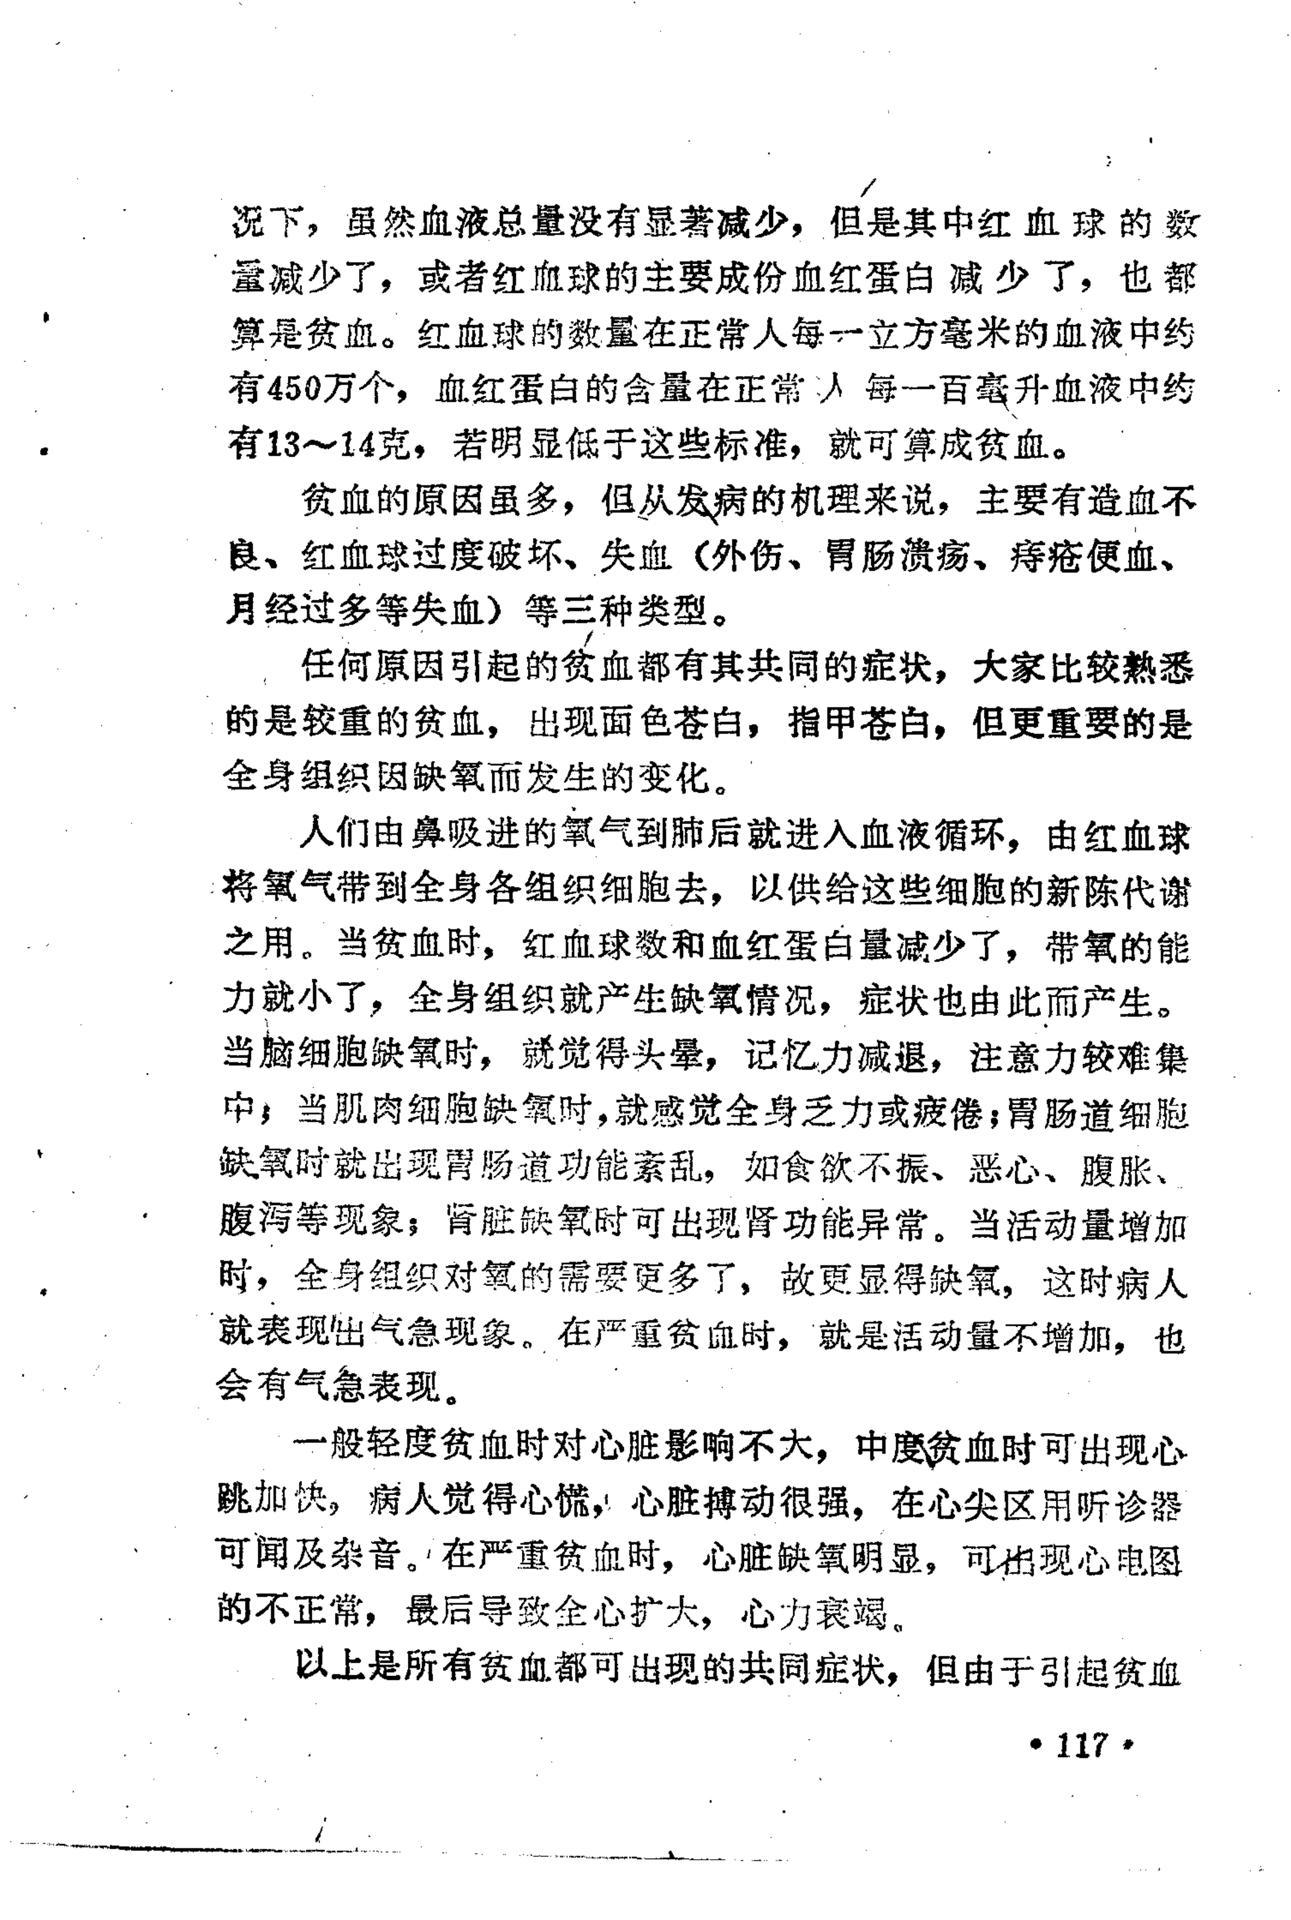 况下，虽然血液总量没有显著减少，但是其中红血球的数
量减少了，或者红血球的主要成份血红蛋白减少了，也都
算是贫血。红血球的数量在正常人每一立方毫米的血液中约
有450万个，血红蛋白的含量在正常人每一百毫升血液中约
有13～14克，若明显低于这些标准，就可算成贫血。
贫血的原因虽多，但从发病的机理来说，主要有造血不
良、红血球过度破坏、失血（外伤、胃肠溃疡、痔疮便血、
月经过多等失血）等三种类型。
任何原因引起的贫血都有其共同的症状，大家比较熟悉
的是较重的贫血，出现面色苍白，指甲苍白，但更重要的是
全身组织因缺氧而发生的变化。
人们由鼻吸进的氧气到肺后就进入血液循环，由红血球
将氧气带到全身各组织细胞去，以供给这些细胞的新陈代谢
之用。当贫血时，红血球数和血红蛋白量减少了，带氧的能
力就小了，全身组织就产生缺氧情况，症状也由此而产生。
当脑细胞缺氧时，就觉得头晕，记忆力减退，注意力较难集
中；当肌肉细胞缺氧时，就感觉全身乏力或疲倦；胃肠道细胞
缺氧时就出现胃肠道功能紊乱，如食欲不振、恶心、腹胀、
腹泻等现象；肾脏缺氧时可出现肾功能异常。当活动量增加
时，全身组织对氧的需要更多了，故更显得缺氧，这时病人
就表现出气急现象。在严重贫血时，就是活动量不增加，也
会有气急表现。
一般轻度贫血时对心脏影响不大，中度贫血时可出现心
跳加快，病人觉得心慌，心脏搏动很强，在心尖区用听诊器
可闻及杂音。在严重贫血时，心脏缺氧明显，可出现心电图
的不正常，最后导致全心扩大，心力衰竭。
以上是所有贫血都可出现的共同症状，但由于引起贫血
• 117 •